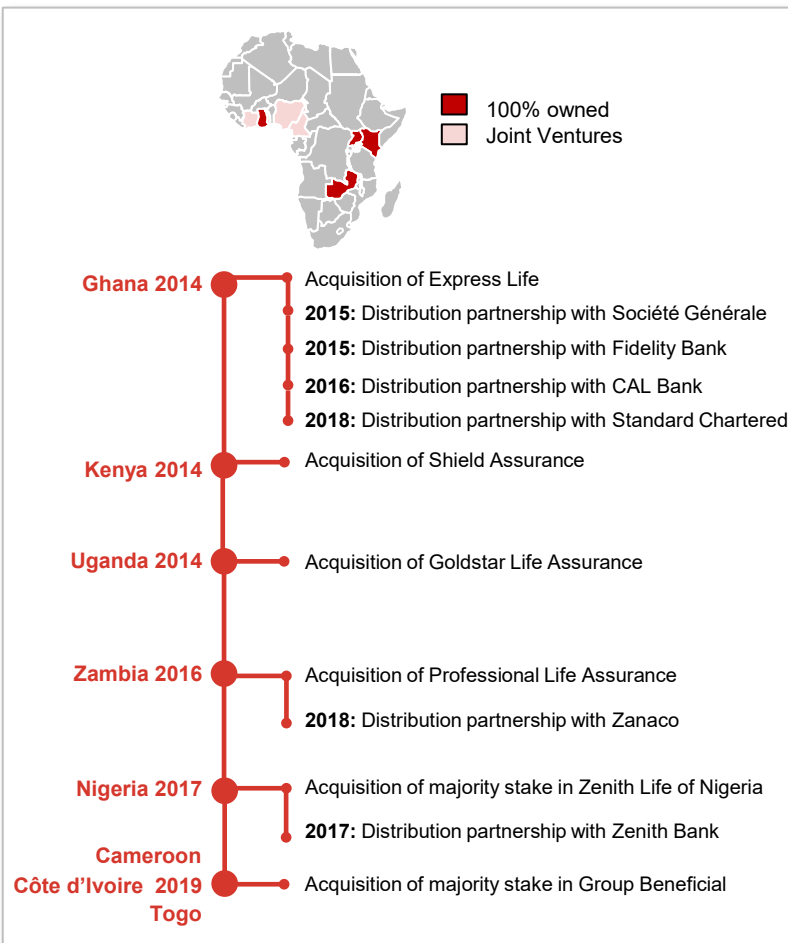 100% owned
Joint Ventures
Ghana 2014
Acquisition of Express Life
2015: Distribution partnership with Société Générale
2015: Distribution partnership with Fidelity Bank
2016: Distribution partnership with CAL Bank
2018: Distribution partnership with Standard Chartered
Kenya 2014
Acquisition of Shield Assurance
Uganda 2014
Acquisition of Goldstar Life Assurance
Zambia 2016
Acquisition of Professional Life Assurance
2018: Distribution partnership with Zanaco
Nigeria 2017
Acquisition of majority stake in Zenith Life of Nigeria
2017: Distribution partnership with Zenith Bank
Cameroon
Côte d’Ivoire 2019
Togo
Acquisition of majority stake in Group Beneficial